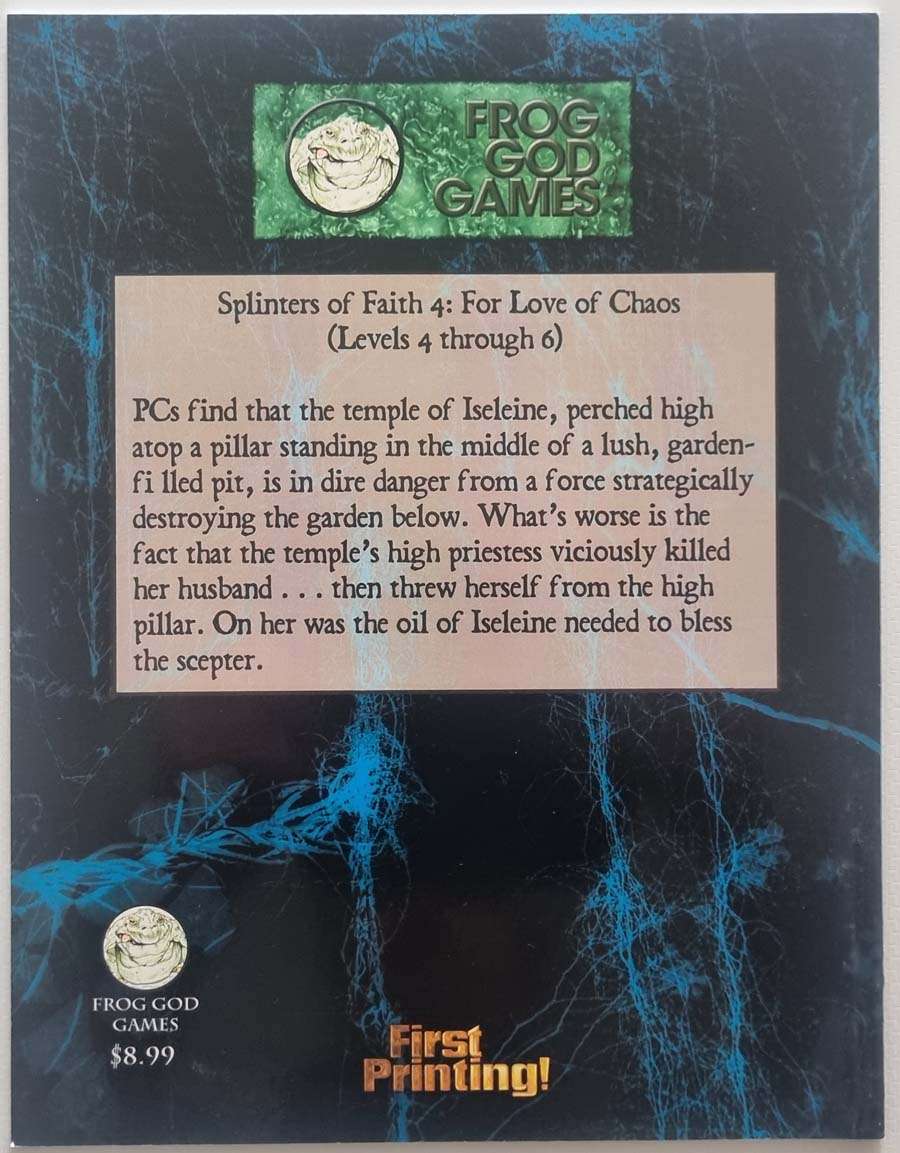 FROG
GOD
GAMES
Splinters of Faith 4: For Love of Chaos
(Levels 4 through 6)
PCs find that the temple of Iseleine, perched high
atop a pillar standing in the middle of a lush, garden-
fi lled pit, is in dire danger from a force strategically
destroying the garden below. What's worse is the
fact that the temple's high priestess viciously killed
her husband . . . then threw herself from the high
pillar. On her was the oil of Iseleine needed to bless
the scepter.
FROG GOD
GAMES
$8.99
First
Printing!